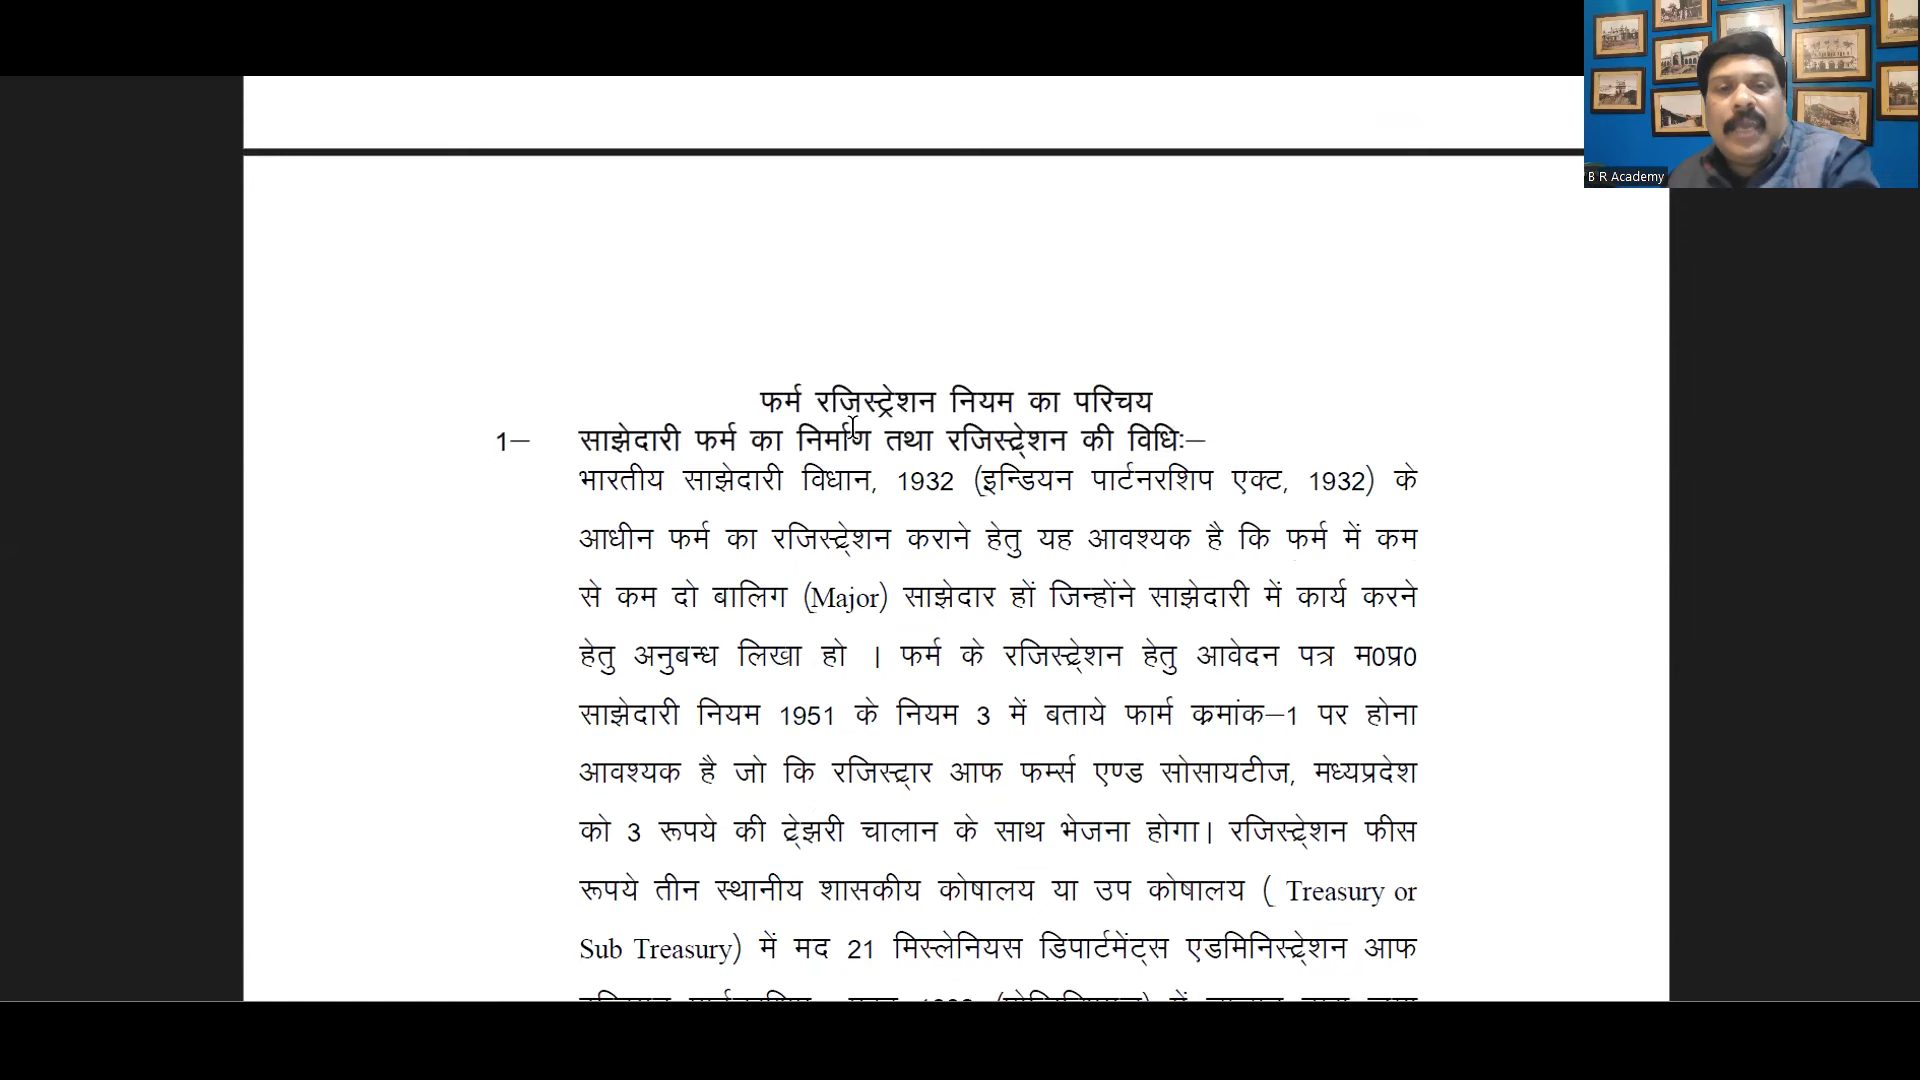 B R Academy
फर्म रजिस्ट्रेशन नियम का परिचय
1— साझेदारी फर्म का निर्माण तथा रजिस्ट्रेशन की विधिः—
भारतीय साझेदारी विधान, 1932 (इन्डियन पार्टनरशिप एक्ट, 1932) के
आधीन फर्म का रजिस्ट्रेशन कराने हेतु यह आवश्यक है कि फर्म में कम
से कम दो बालिग (Major) साझेदार हों जिन्होंने साझेदारी में कार्य करने
हेतु अनुबन्ध लिखा हो । फर्म के रजिस्ट्रेशन हेतु आवेदन पत्र म0प्र0
साझेदारी नियम 1951 के नियम 3 में बताये फार्म क्रमांक—1 पर होना
आवश्यक है जो कि रजिस्ट्रार आफ फर्म्स एण्ड सोसायटीज, मध्यप्रदेश
को 3 रूपये की ट्रेझरी चालान के साथ भेजना होगा। रजिस्ट्रेशन फीस
रूपये तीन स्थानीय शासकीय कोषालय या उप कोषालय ( Treasury or
Sub Treasury) में मद 21 मिस्लेनियस डिपार्टमेंट्स एडमिनिस्ट्रेशन आफ